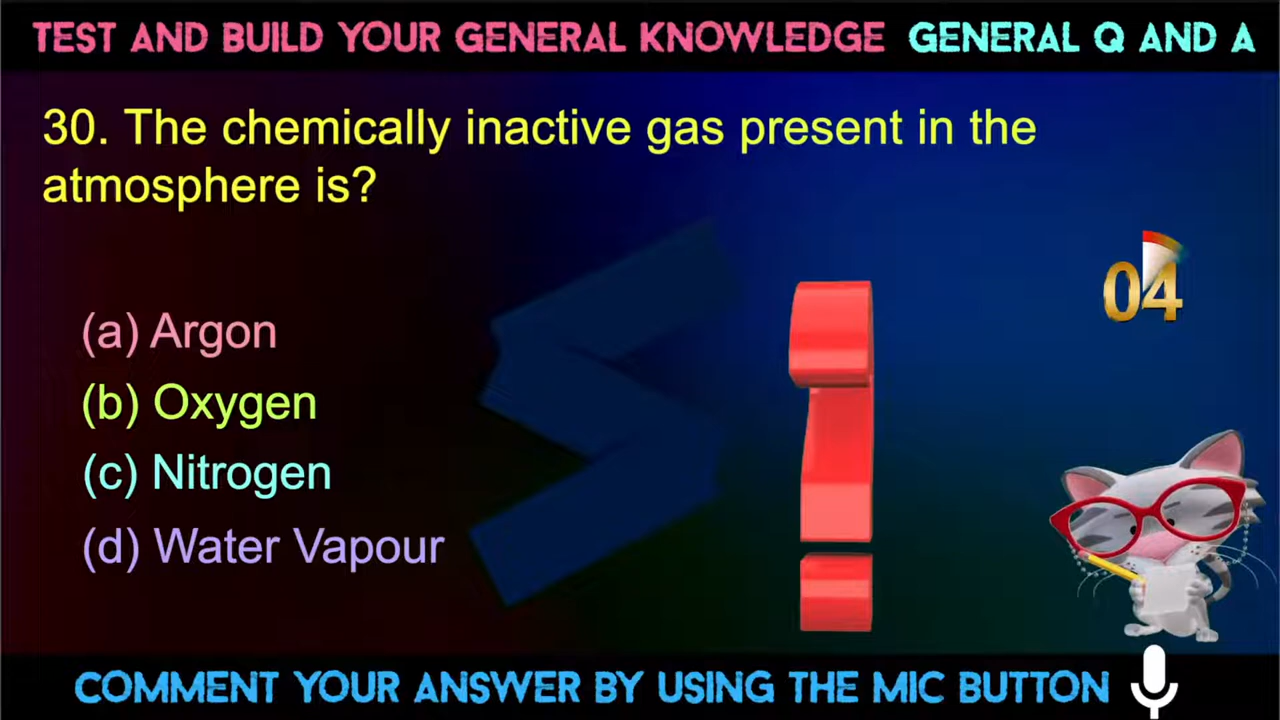 TEST AND BUILD YOUR GENERAL KNOWLEDGE GENERAL Q AND A
30. The chemically inactive gas present in the
atmosphere is?
04
(a) Argon
(b) Oxygen
(c) Nitrogen
(d) Water Vapour
COMMENT YOUR ANSWER BY USING THE MIC BUTTON